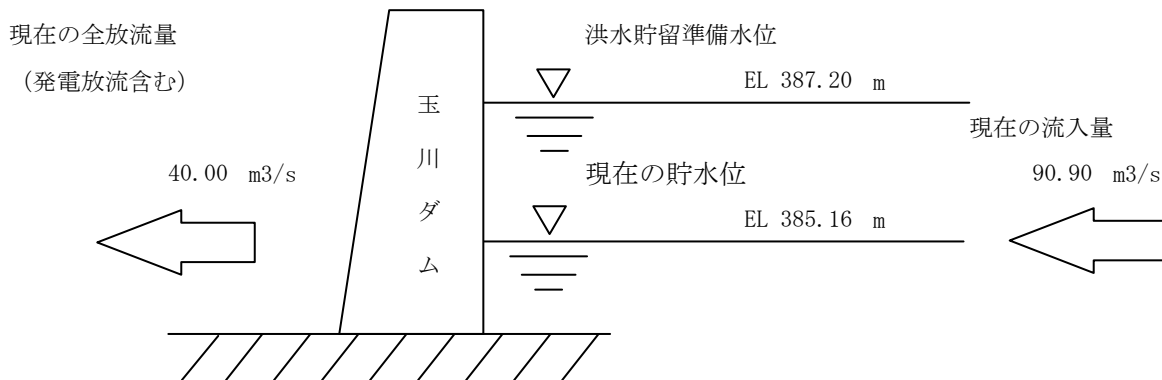 現在の全放流量
（発電放流含む）
40.00 m3/s
玉川ダム
洪水貯留準備水位
EL 387.20 m
現在の貯水位
EL 385.16 m
現在の流入量
90.90 m3/s